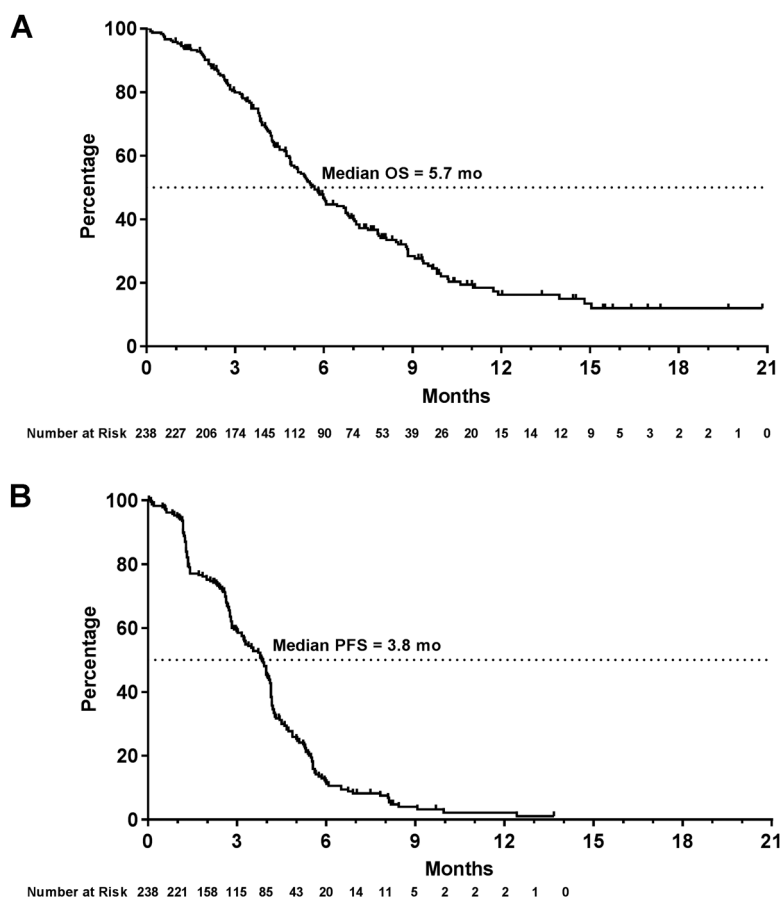 A
100
80
60
40
20
0
Percentage
Median OS = 5.7 mo
0 3 6 9 12 15 18 21
Months
Number at Risk 238 227 206 174 145 112 90 74 53 39 26 20 15 14 12 9 5 3 2 2 1 0
B
100
80
60
40
20
0
Percentage
Median PFS = 3.8 mo
0 3 6 9 12 15 18 21
Months
Number at Risk 238 221 158 115 85 43 20 14 11 5 2 2 2 1 0